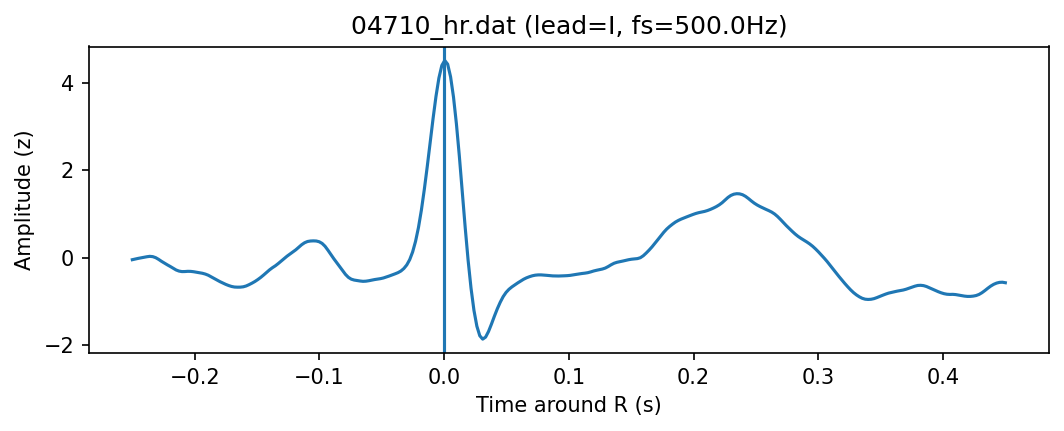 04710_hr.dat (lead=I, fs=500.0Hz)
Amplitude (z)
4
2
0
−2
−0.2 −0.1 0.0 0.1 0.2 0.3 0.4
Time around R (s)